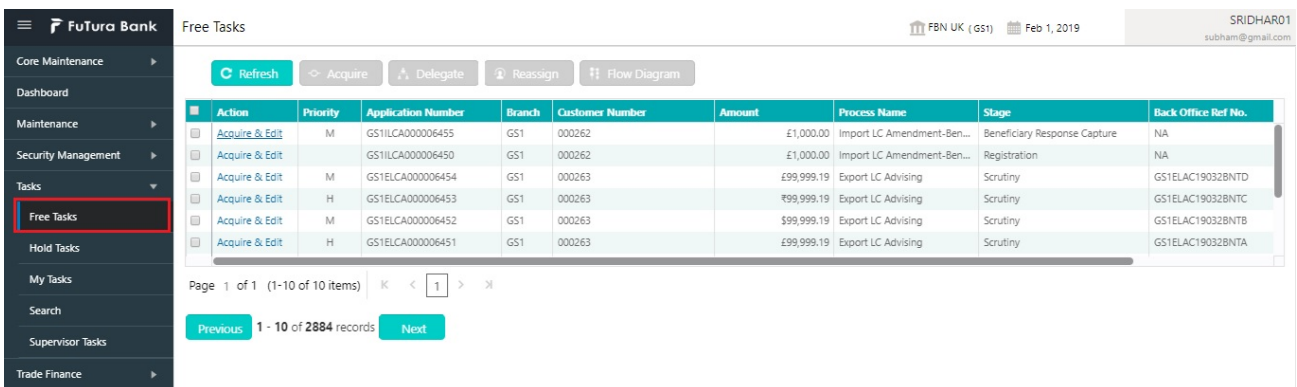 FuTura Bank
Free Tasks
FBN UK (GS1)
Feb 1, 2019
SRIDHAR01
subham@gmail.com
Core Maintenance
Dashboard
Maintenance
Security Management
Tasks
Free Tasks
Hold Tasks
My Tasks
Search
Supervisor Tasks
Trade Finance
Refresh Acquire Delegate Reassign Flow Diagram
Action Priority Application Number Branch Customer Number Amount Process Name Stage Back Office Ref No.
Acquire & Edit M GS1ILCA000006455 GS1 000262 £1,000.00 Import LC Amendment-Ben... Beneficiary Response Capture NA
Acquire & Edit GS1ILCA000006450 GS1 000262 £1,000.00 Import LC Amendment-Ben... Registration NA
Acquire & Edit M GS1ELCA000006454 GS1 000263 £99,999.19 Export LC Advising Scrutiny GS1ELAC19032BNTD
Acquire & Edit H GS1ELCA000006453 GS1 000263 ₹99,999.19 Export LC Advising Scrutiny GS1ELAC19032BNTC
Acquire & Edit M GS1ELCA000006452 GS1 000263 $99,999.19 Export LC Advising Scrutiny GS1ELAC19032BNTB
Acquire & Edit H GS1ELCA000006451 GS1 000263 £99,999.19 Export LC Advising Scrutiny GS1ELAC19032BNTA
Page 1 of 1 (1-10 of 10 items) 1
Previous 1 - 10 of 2884 records Next